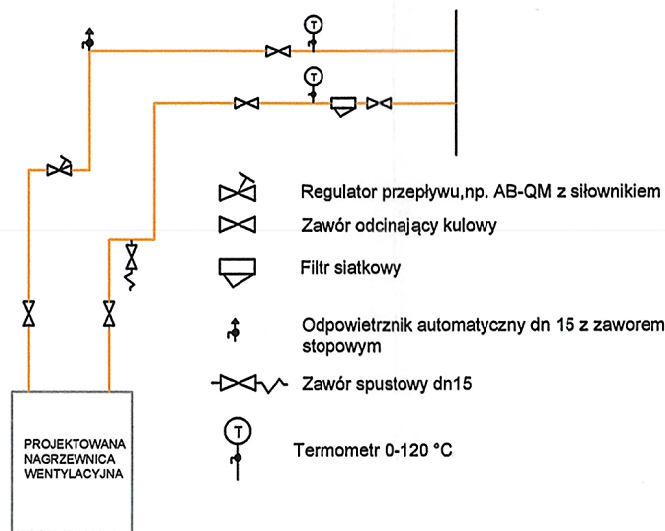 T
T
Regulator przepływu,np. AB-QM z siłownikiem
Zawór odcinający kulowy
Filtr siatkowy
Odpowietrznik automatyczny dn 15 z zaworem
stopowym
Zawór spustowy dn15
T
Termometr 0-120 °C
PROJEKTOWANA
NAGRZEWNICA
WENTYLACYJNA